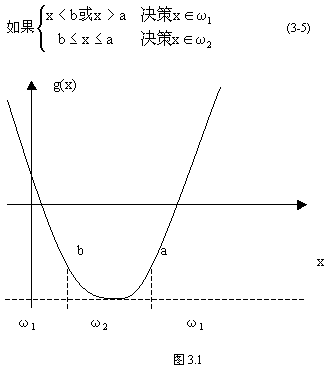 如果 { x < b或x > a 决策x∈ω₁ (3-5)
b ≤ x ≤ a 决策x∈ω₂
g(x)
b a
x
ω₁ ω₂ ω₁
图 3.1